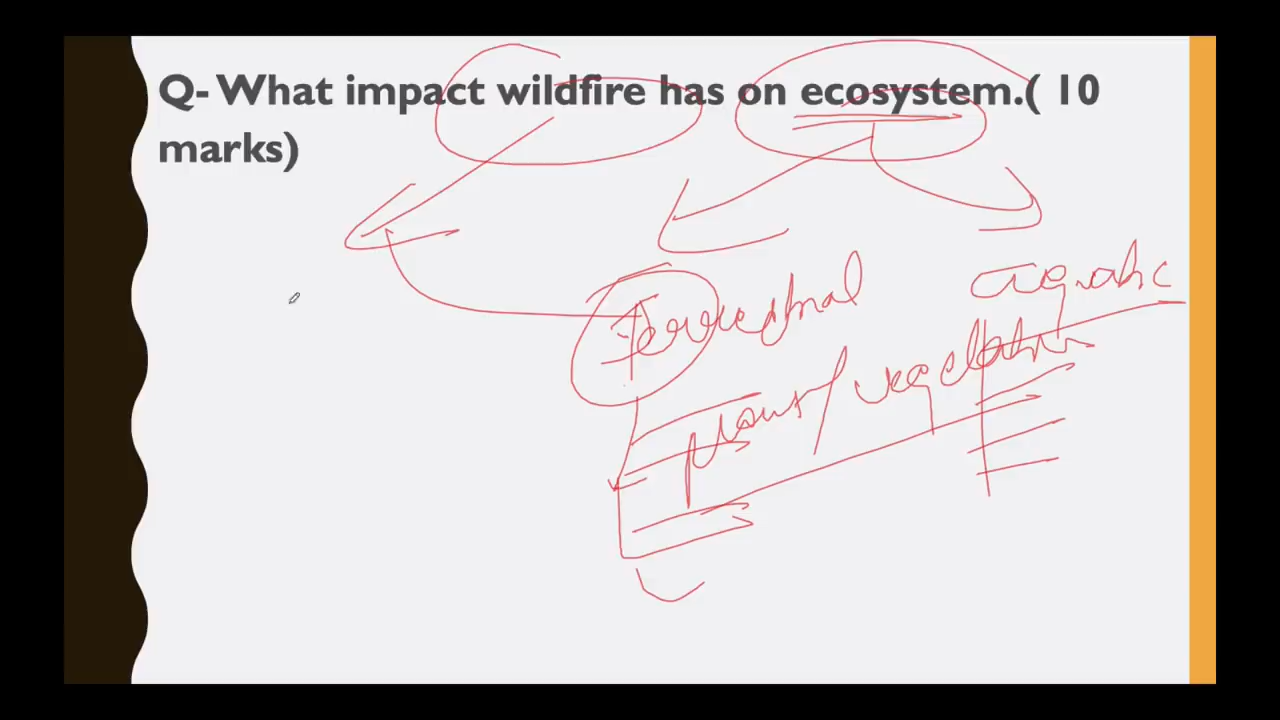 Q- What impact wildfire has on ecosystem.( 10
marks)
terrestrial
aquatic
plant/vegetation